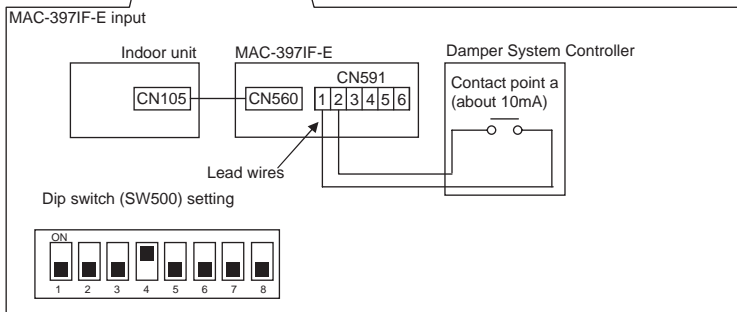 MAC-397IF-E input
Indoor unit
MAC-397IF-E
Damper System Controller
CN591
CN105
CN560
1 2 3 4 5 6
Contact point a
(about 10mA)
Lead wires
Dip switch (SW500) setting
ON
1 2 3 4 5 6 7 8